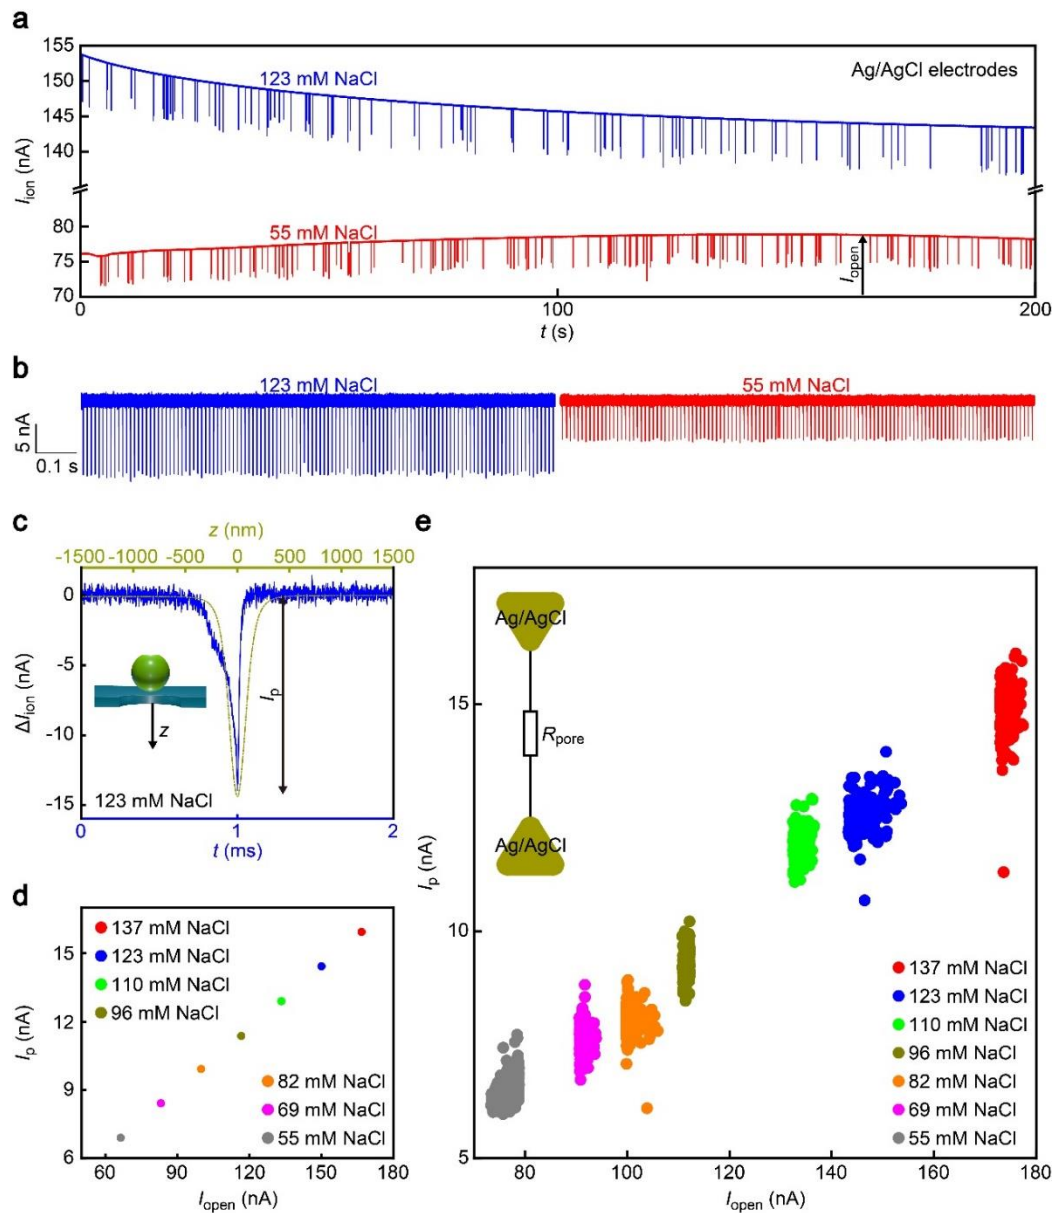 a
155
150
145
140
80
75
70
I_ion (nA)
123 mM NaCl
Ag/AgCl electrodes
55 mM NaCl
I_open
0
100
200
t (s)
b
123 mM NaCl
55 mM NaCl
5 nA
0.1 s
c
z (nm)
-1500 -1000 -500 0 500 1000 1500
0
-5
-10
-15
ΔI_ion (nA)
I_p
z
123 mM NaCl
0
1
2
t (ms)
d
15
12
9
6
I_p (nA)
137 mM NaCl
123 mM NaCl
110 mM NaCl
96 mM NaCl
82 mM NaCl
69 mM NaCl
55 mM NaCl
60 90 120 150 180
I_open (nA)
e
15
10
5
I_p (nA)
Ag/AgCl
R_pore
Ag/AgCl
137 mM NaCl
123 mM NaCl
110 mM NaCl
96 mM NaCl
82 mM NaCl
69 mM NaCl
55 mM NaCl
80 100 120 140 160 180
I_open (nA)